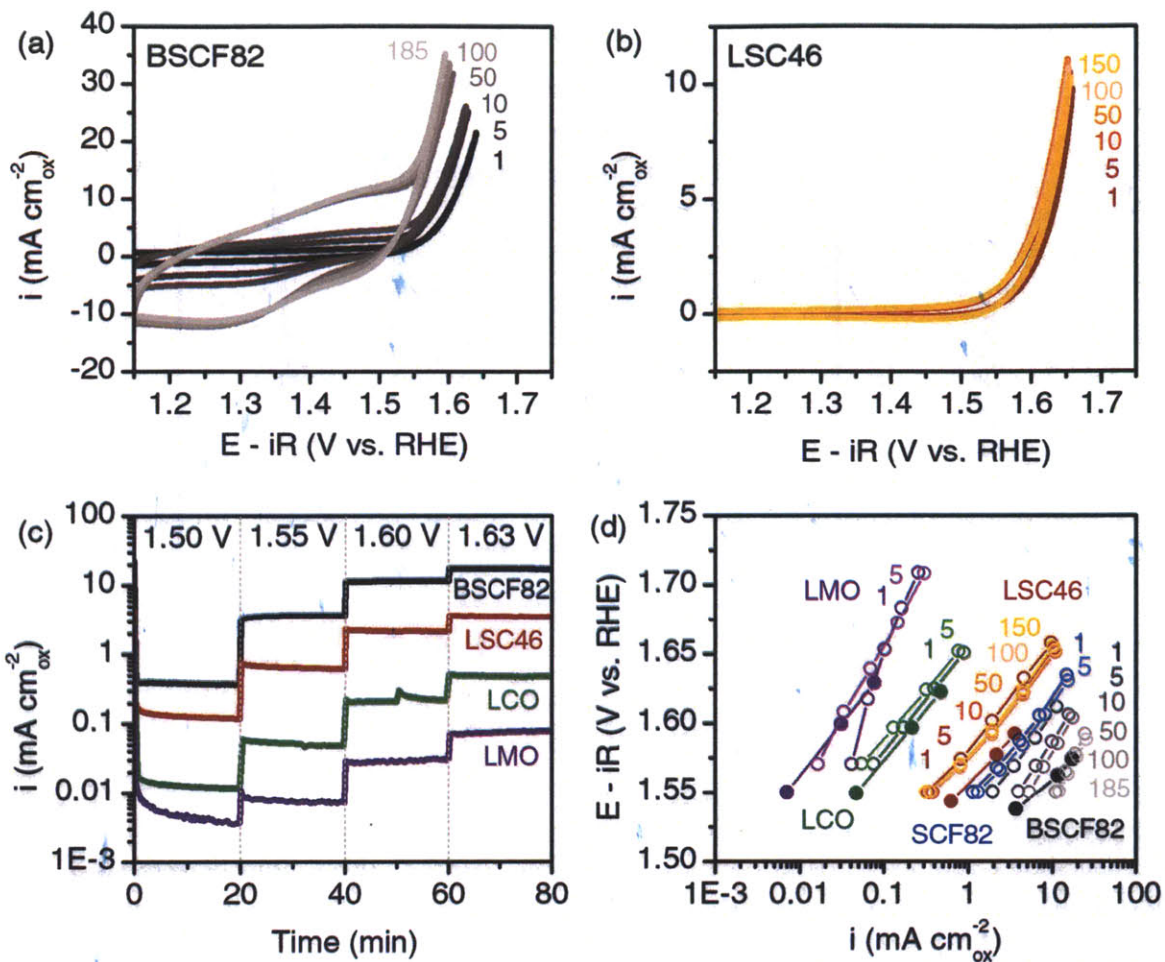 (a)
BSCF82
185 100
50
10
5
1
40
30
20
10
0
-10
-20
i (mA cm⁻²ox)
1.2 1.3 1.4 1.5 1.6 1.7
E - iR (V vs. RHE)
(b)
LSC46
150
100
50
10
5
1
10
5
0
i (mA cm⁻²ox)
1.2 1.3 1.4 1.5 1.6 1.7
E - iR (V vs. RHE)
(c)
1.50 V 1.55 V 1.60 V 1.63 V
BSCF82
LSC46
LCO
LMO
100
10
1
0.1
0.01
1E-3
i (mA cm⁻²ox)
0 20 40 60 80
Time (min)
(d)
LMO
1 5
LCO
1 5
LSC46
150
100
50
10
5
1
SCF82
1
5
BSCF82
1
5
10
50
100
185
1.75
1.70
1.65
1.60
1.55
1.50
E - iR (V vs. RHE)
1E-3 0.01 0.1 1 10 100
i (mA cm⁻²ox)